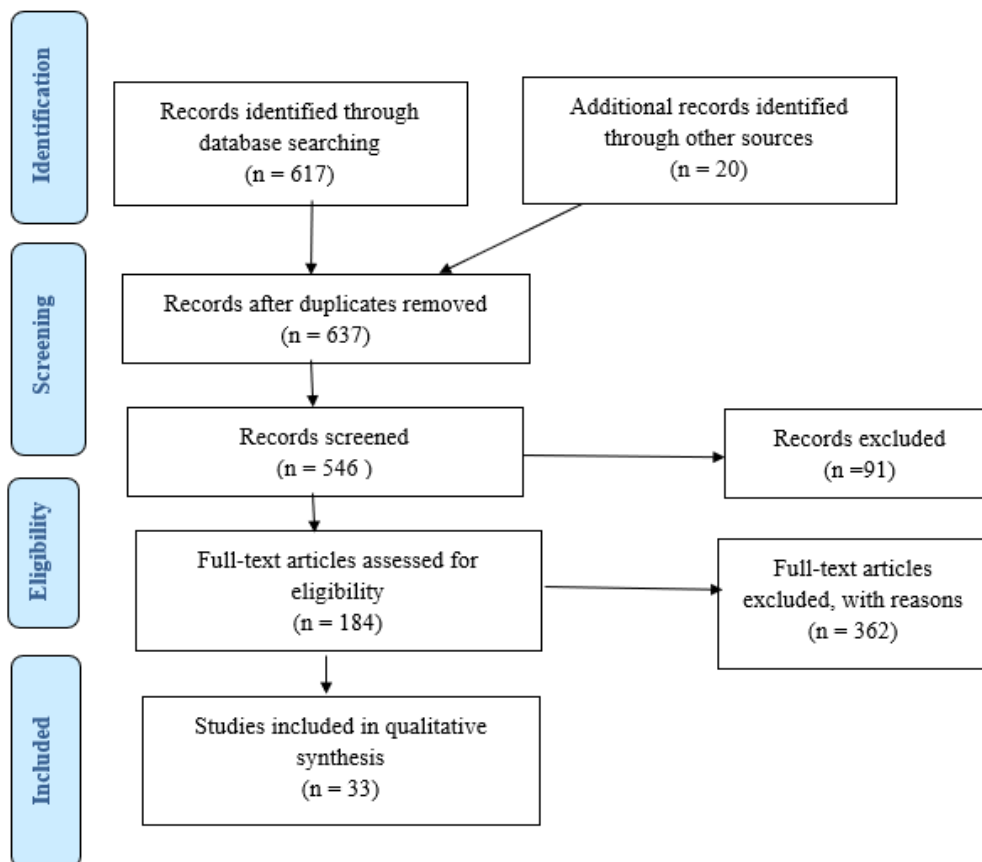 Identification
Records identified through
database searching
(n = 617)
Additional records identified
through other sources
(n = 20)
Screening
Records after duplicates removed
(n = 637)
Records screened
(n = 546 )
Records excluded
(n =91)
Eligibility
Full-text articles assessed for
eligibility
(n = 184)
Full-text articles
excluded, with reasons
(n = 362)
Included
Studies included in qualitative
synthesis
(n = 33)